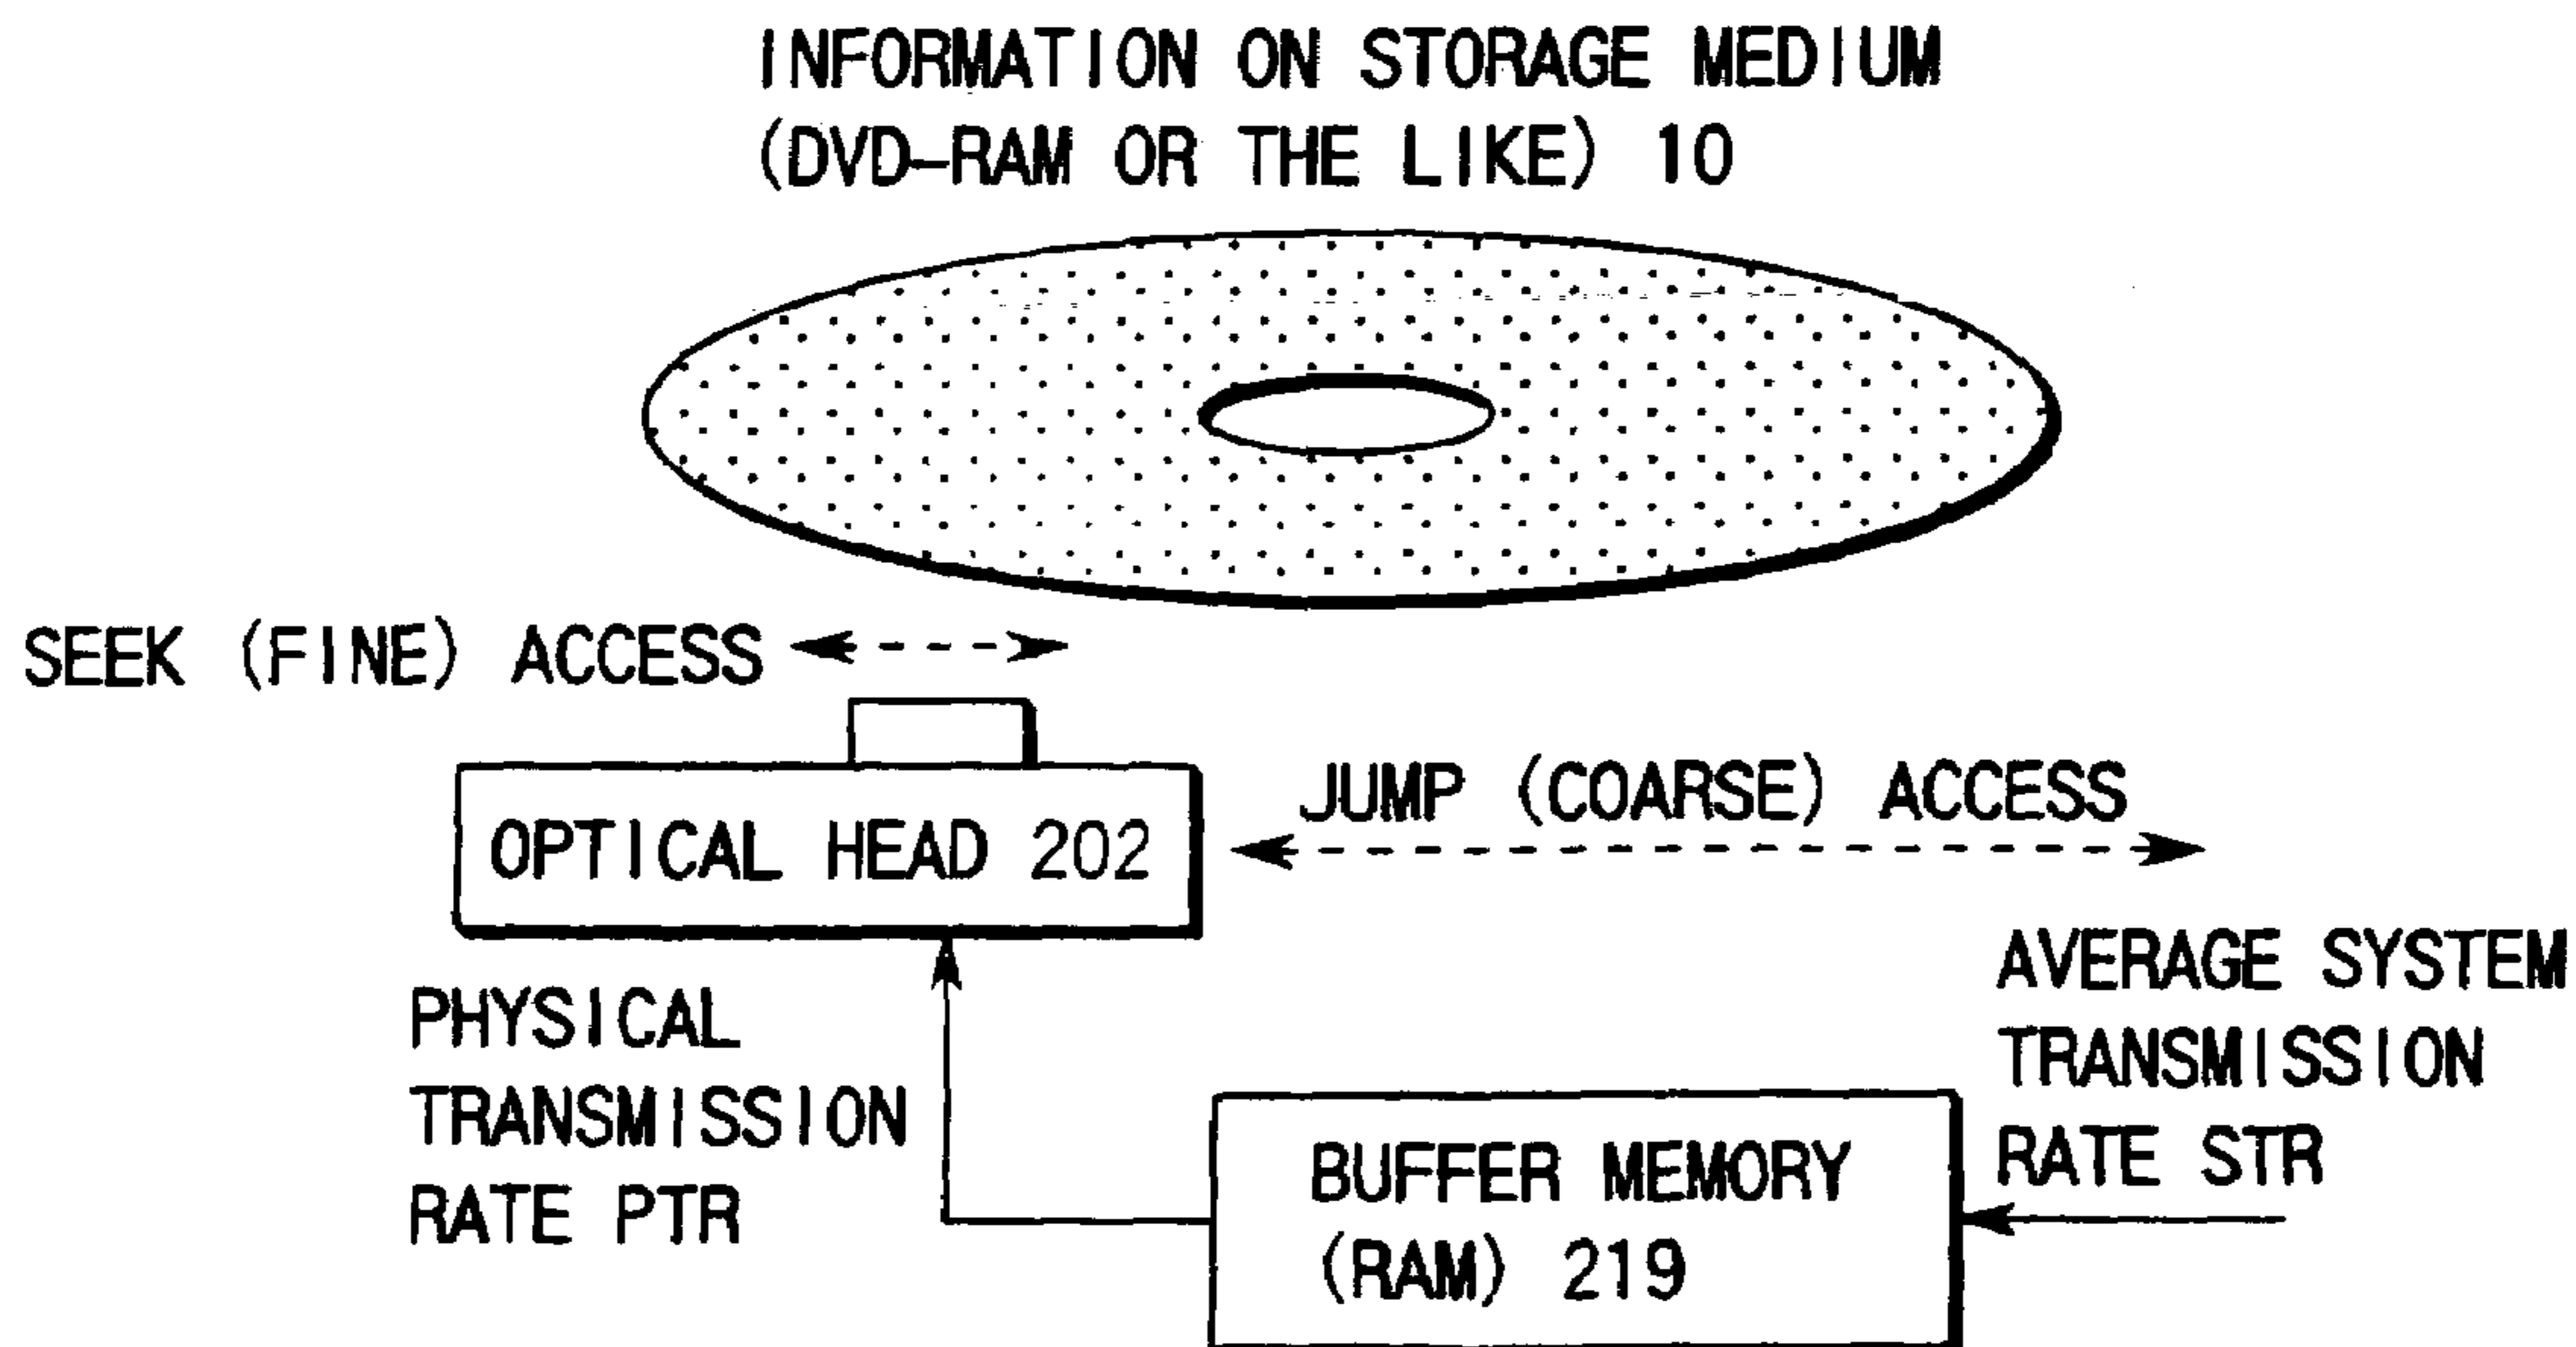 INFORMATION ON STORAGE MEDIUM
(DVD-RAM OR THE LIKE) 10
SEEK (FINE) ACCESS
JUMP (COARSE) ACCESS
OPTICAL HEAD 202
PHYSICAL
TRANSMISSION
RATE PTR
AVERAGE SYSTEM
TRANSMISSION
RATE STR
BUFFER MEMORY
(RAM) 219